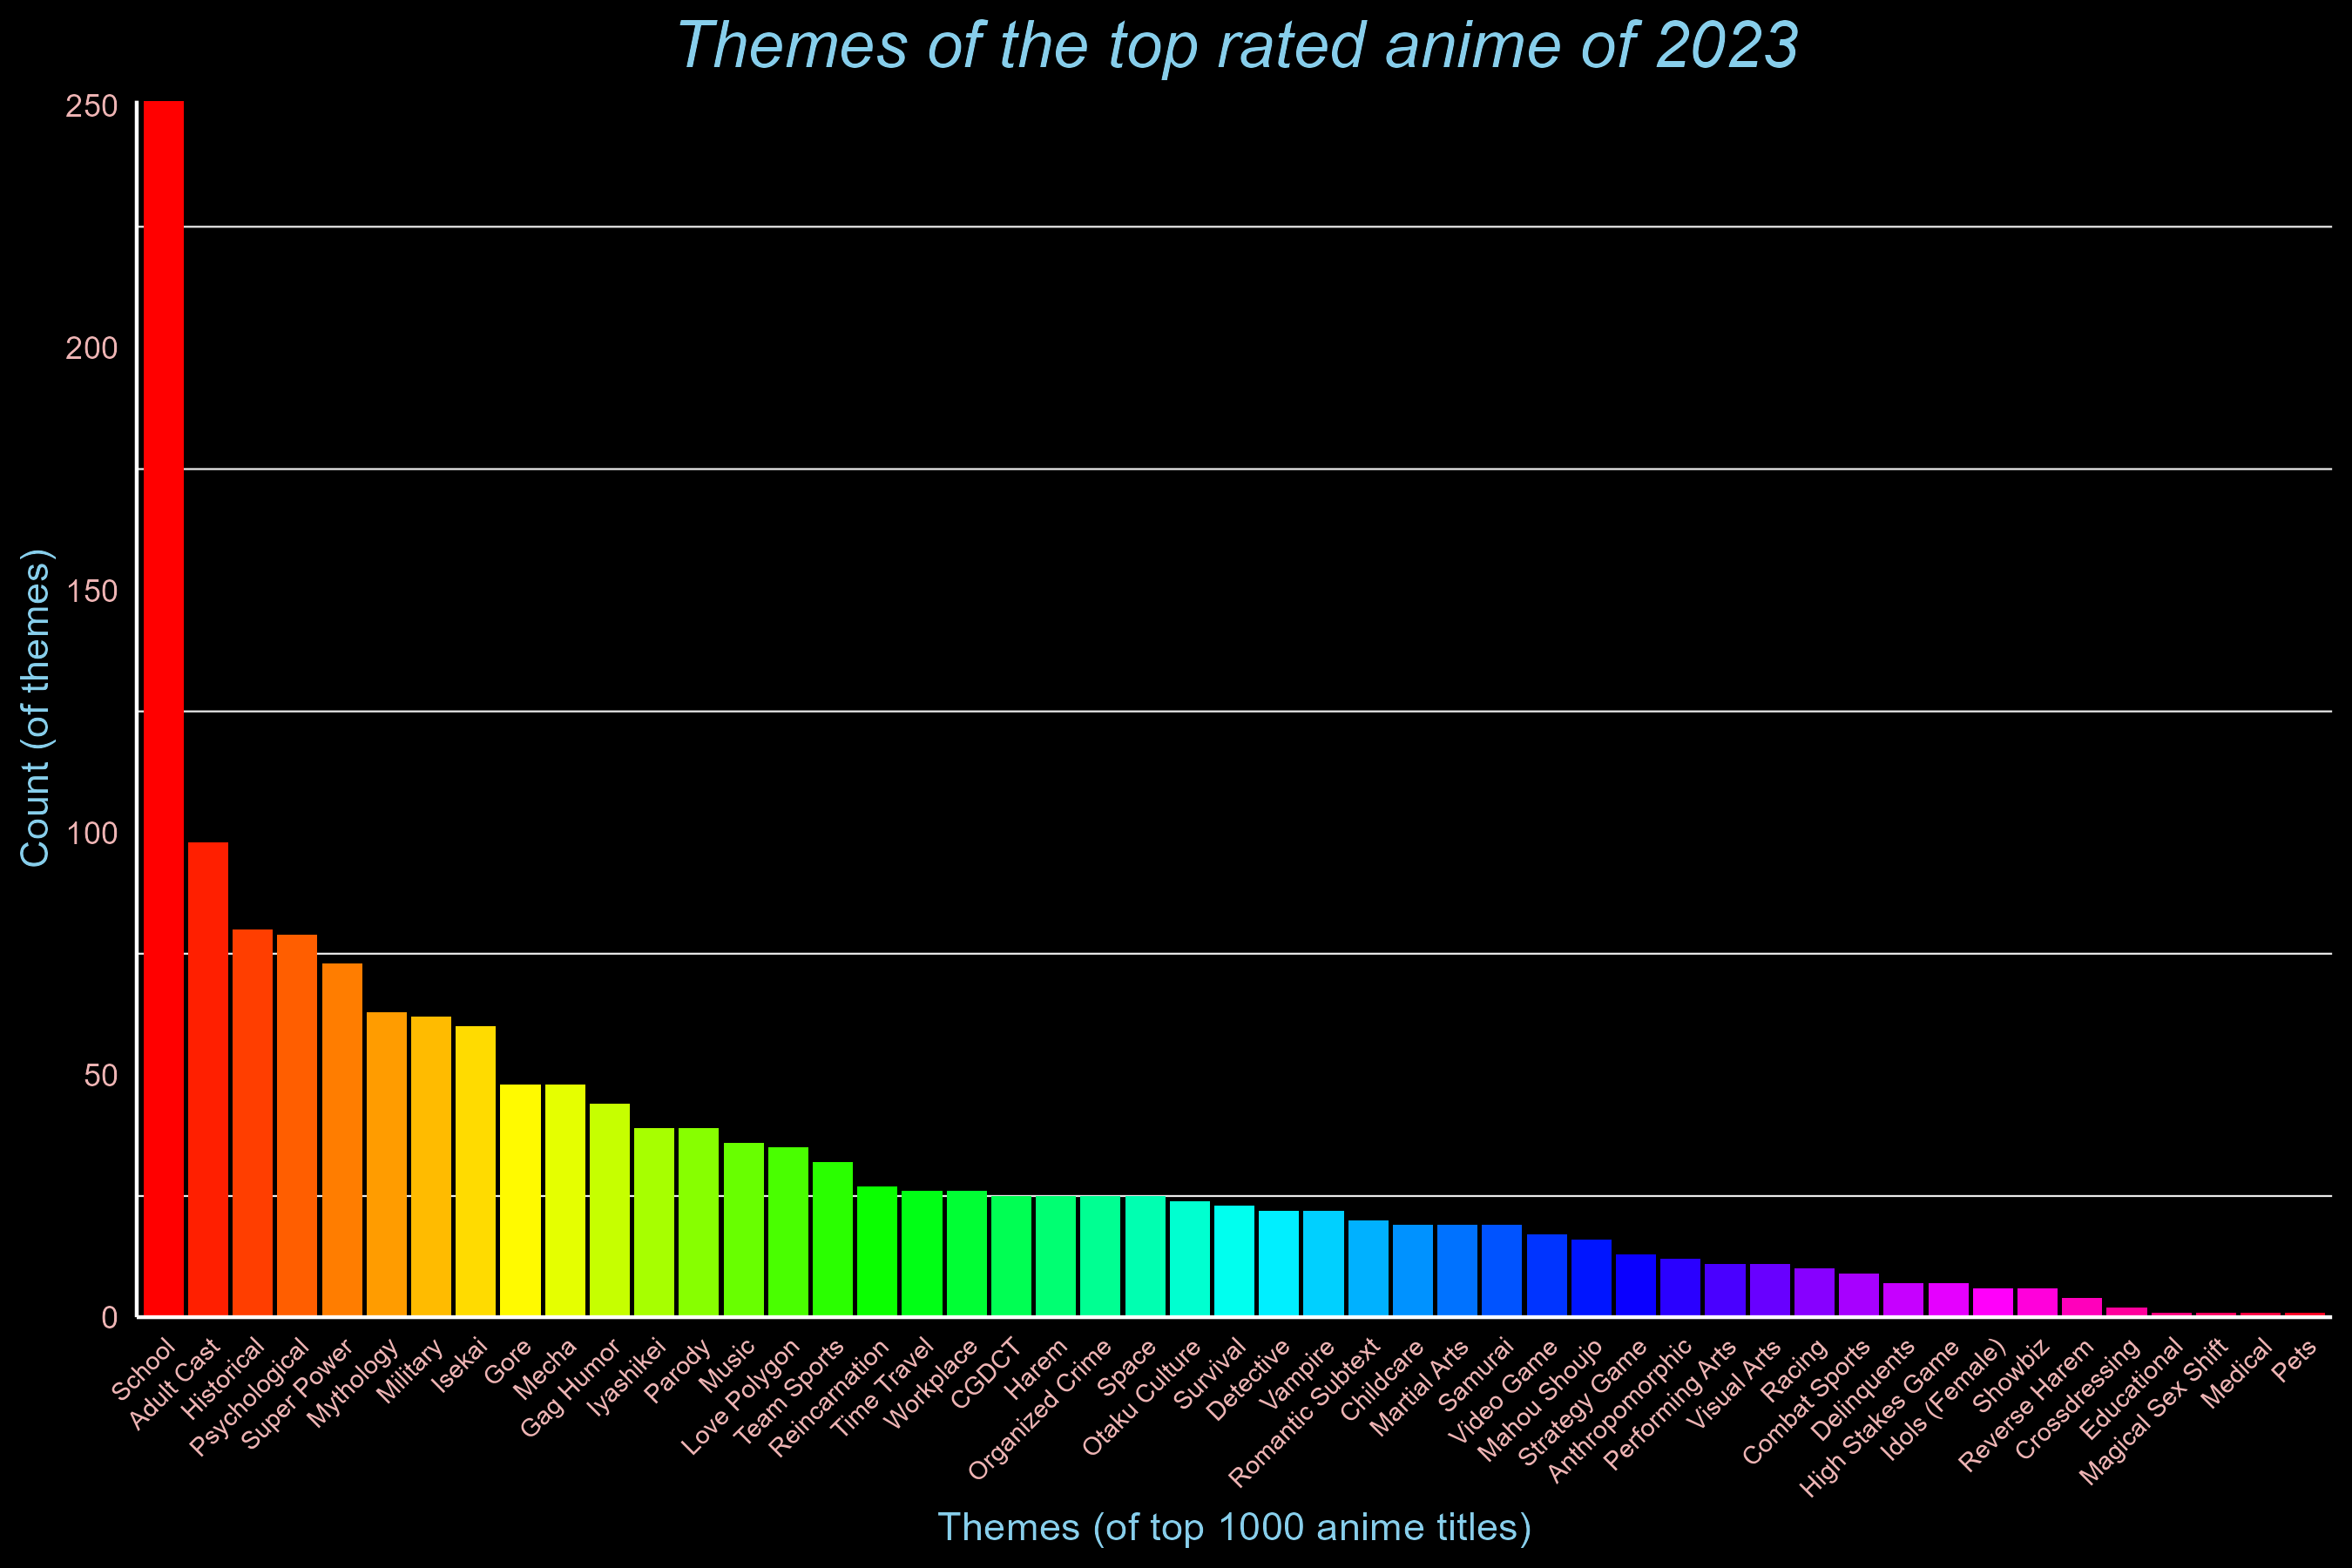 Themes of the top rated anime of 2023
250
200
150
100
50
0
Count (of themes)
School
Adult Cast
Historical
Psychological
Super Power
Mythology
Military
Isekai
Gore
Mecha
Gag Humor
Iyashikei
Parody
Music
Love Polygon
Team Sports
Reincarnation
Time Travel
Workplace
CGDCT
Harem
Organized Crime
Space
Otaku Culture
Survival
Detective
Vampire
Romantic Subtext
Childcare
Martial Arts
Samurai
Video Game
Mahou Shoujo
Strategy Game
Anthropomorphic
Performing Arts
Visual Arts
Racing
Combat Sports
Delinquents
High Stakes Game
Idols (Female)
Showbiz
Reverse Harem
Crossdressing
Educational
Magical Sex Shift
Medical
Pets
Themes (of top 1000 anime titles)